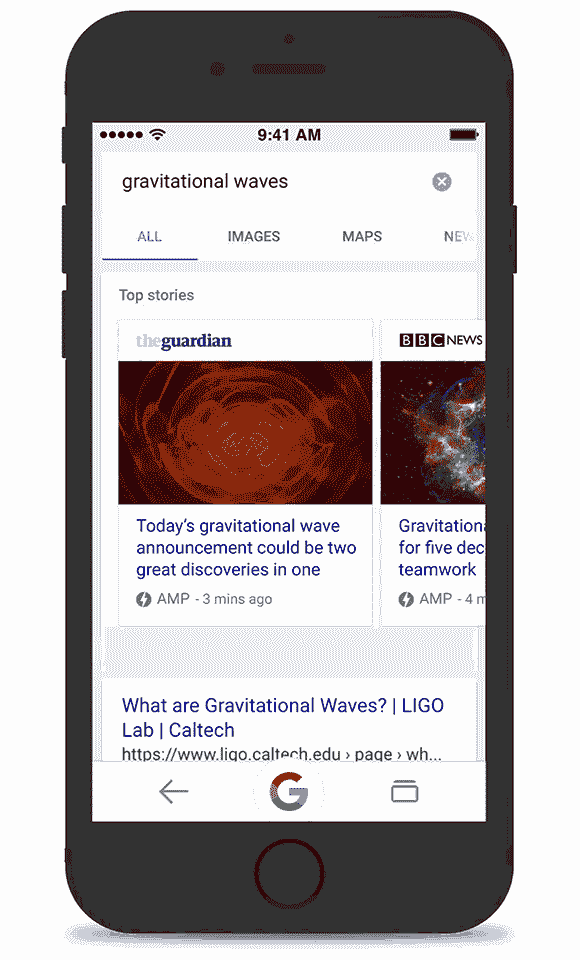 9:41 AM
gravitational waves
ALL IMAGES MAPS NEW
Top stories
theguardian
BBC NEWS
Today's gravitational wave
announcement could be two
great discoveries in one
AMP - 3 mins ago
Gravitationa
for five dec
teamwork
AMP - 4 m
What are Gravitational Waves? | LIGO
Lab | Caltech
https://www.ligo.caltech.edu › page › wh...
G